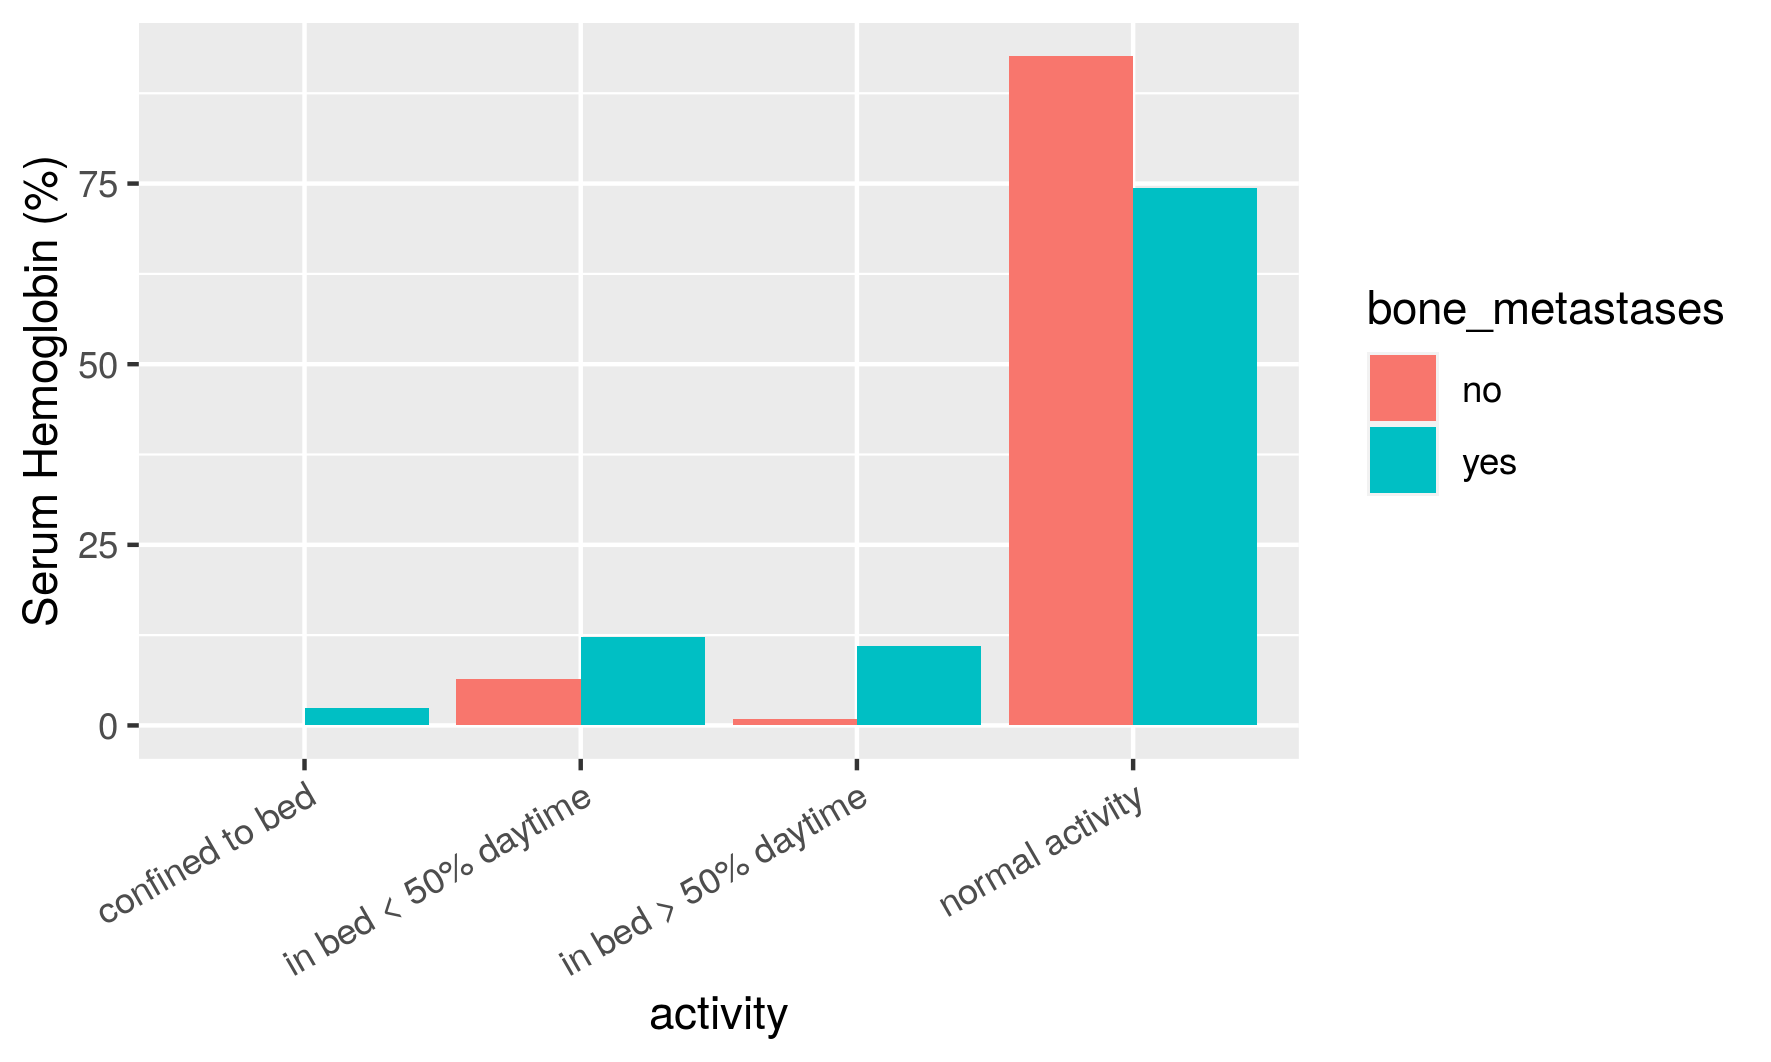 Serum Hemoglobin (%)
75
50
25
0
confined to bed
in bed < 50% daytime
in bed > 50% daytime
normal activity
activity
bone_metastases
no
yes